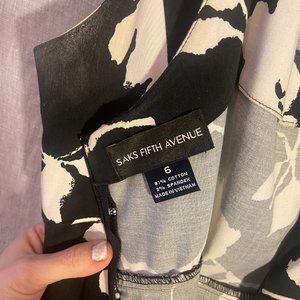 SAKS FIFTH AVENUE
6
97% COTTON
3% SPANDEX
MADE IN VIETNAM